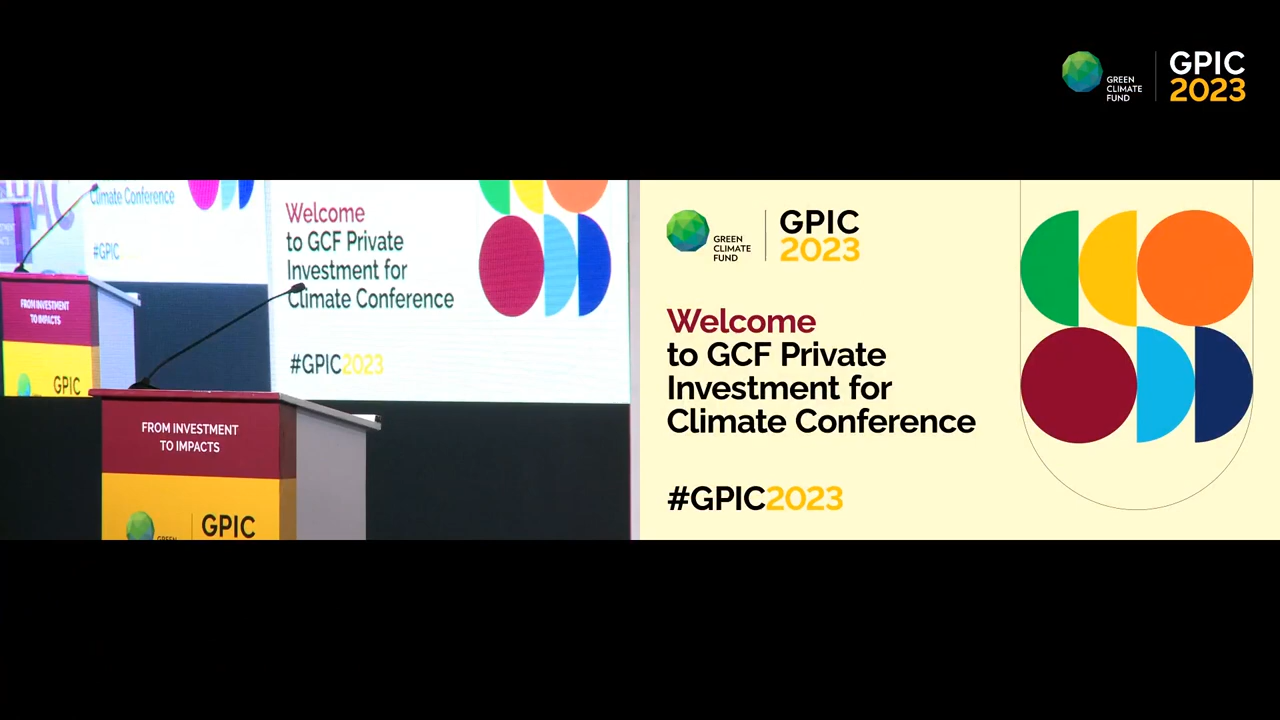 GREEN
CLIMATE
FUND
GPIC
2023
Climate Conference
#GPIC
FROM INVESTMENT
TO IMPACTS
GPIC
Welcome
to GCF Private
Investment for
Climate Conference
#GPIC2023
FROM INVESTMENT
TO IMPACTS
GREEN
GPIC
GREEN
CLIMATE
FUND
GPIC
2023
Welcome
to GCF Private
Investment for
Climate Conference
#GPIC2023